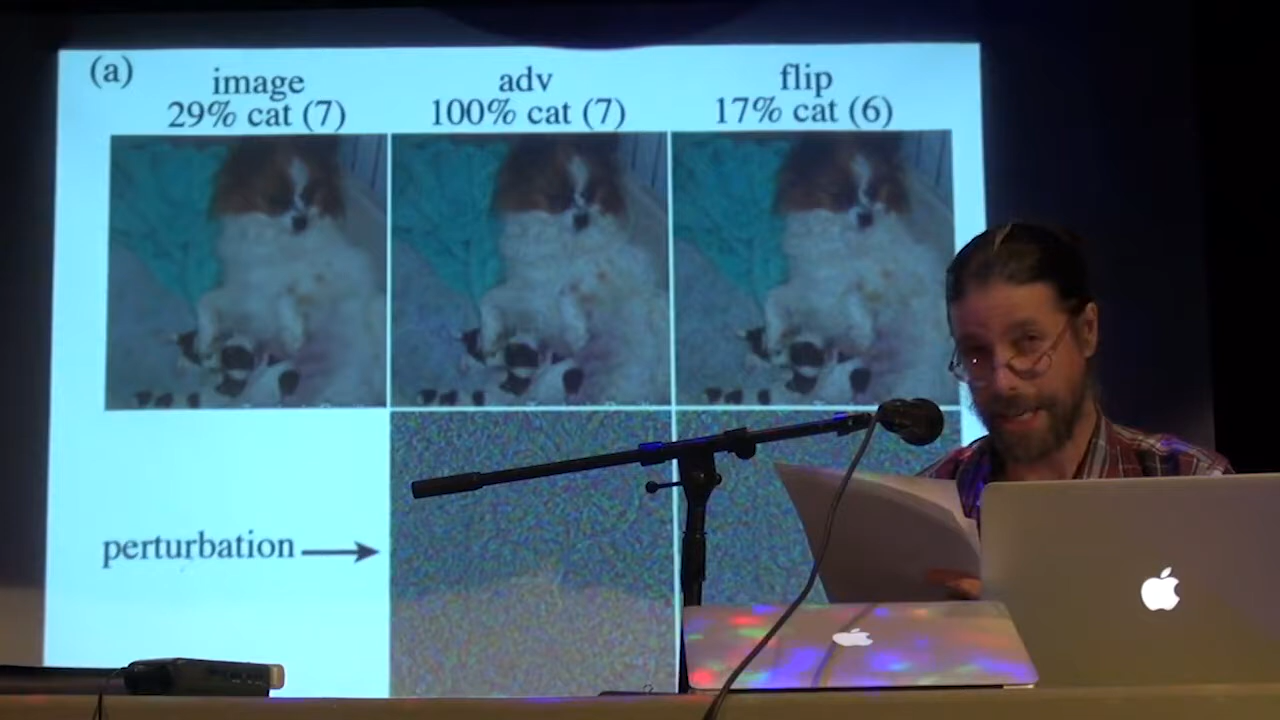 (a)
image
29% cat (7)
adv
100% cat (7)
flip
17% cat (6)
perturbation